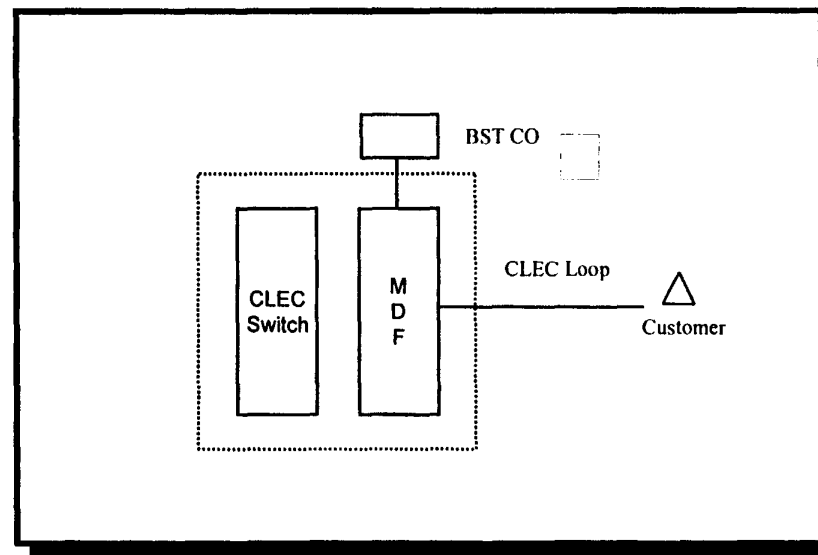 BST CO
CLEC Loop
CLEC
Switch
M
D
F
Customer